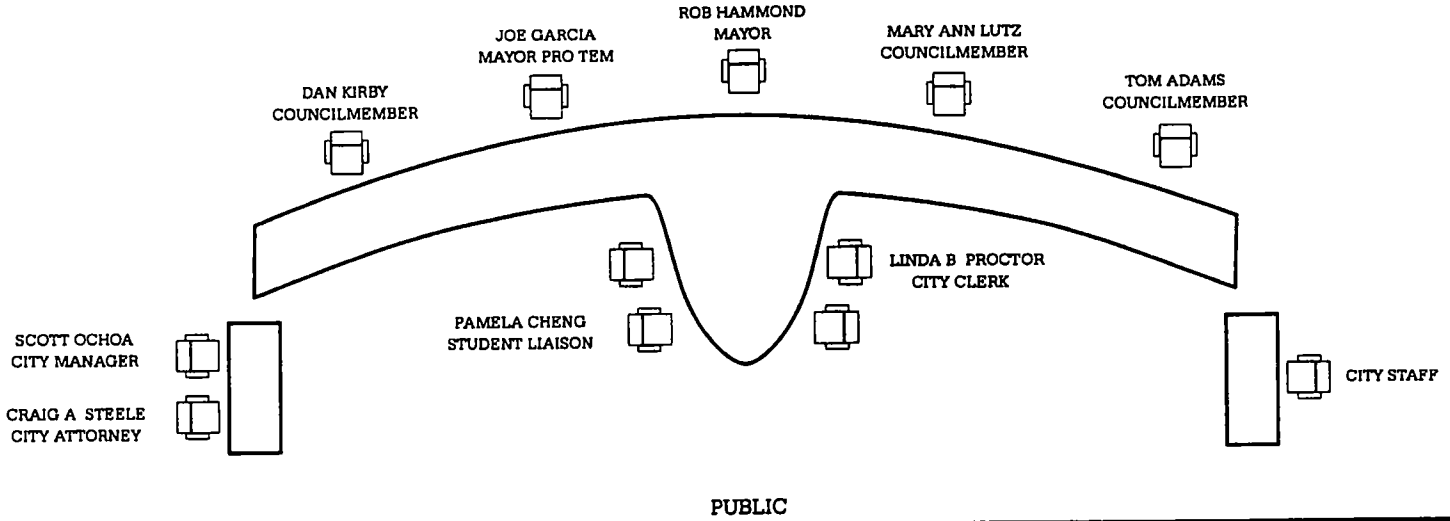 ROB HAMMOND
MAYOR
JOE GARCIA
MAYOR PRO TEM
MARY ANN LUTZ
COUNCILMEMBER
DAN KIRBY
COUNCILMEMBER
TOM ADAMS
COUNCILMEMBER
LINDA B PROCTOR
CITY CLERK
PAMELA CHENG
STUDENT LIAISON
SCOTT OCHOA
CITY MANAGER
CRAIG A STEELE
CITY ATTORNEY
CITY STAFF
PUBLIC